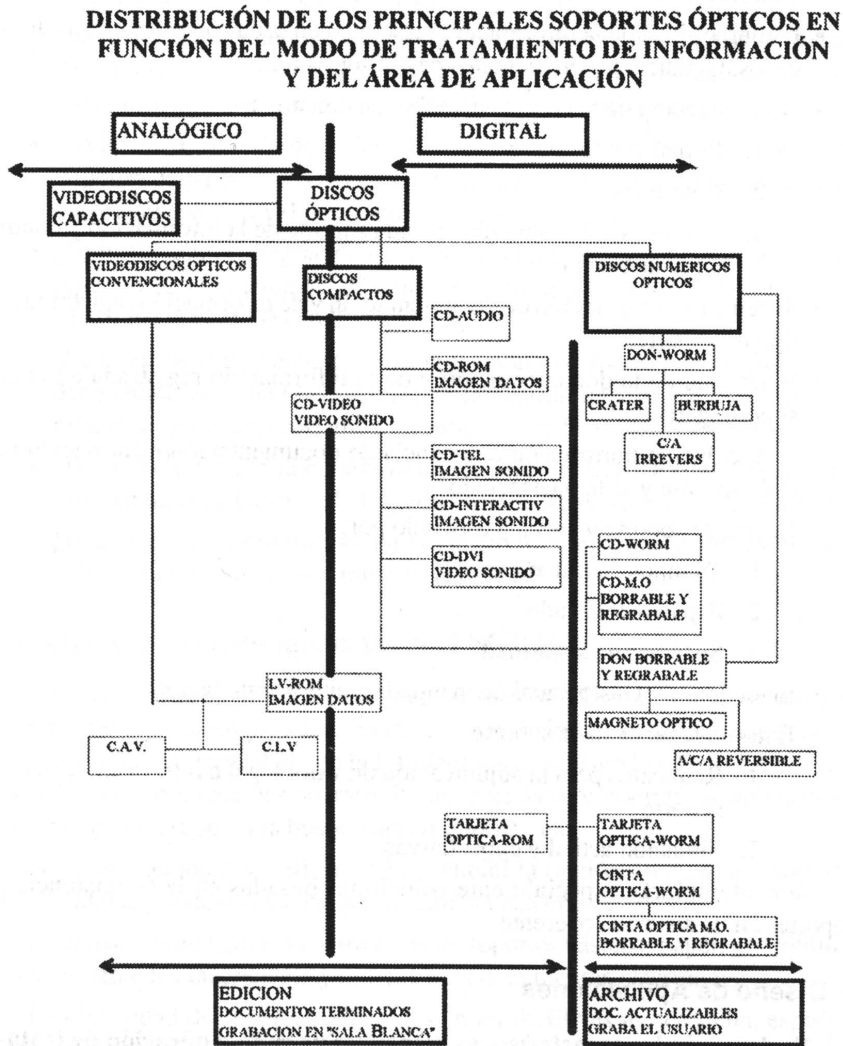 DISTRIBUCIÓN DE LOS PRINCIPALES SOPORTES ÓPTICOS EN
FUNCIÓN DEL MODO DE TRATAMIENTO DE INFORMACIÓN
Y DEL ÁREA DE APLICACIÓN
ANALÓGICO
DIGITAL
VIDEODISCOS
CAPACITIVOS
DISCOS
ÓPTICOS
VIDEODISCOS OPTICOS
CONVENCIONALES
DISCOS
COMPACTOS
DISCOS NUMERICOS
OPTICOS
CD-AUDIO
CD-ROM
IMAGEN DATOS
CD-VIDEO
VIDEO SONIDO
CD-TEL
IMAGEN SONIDO
CD-INTERACTIV
IMAGEN SONIDO
CD-DVI
VIDEO SONIDO
DON-WORM
CRATER
BURBUJA
C/A
IRREVERS
CD-WORM
CD-M.O
BORRABLE Y
REGRABALE
DON BORRABLE
Y REGRABALE
MAGNETO OPTICO
A/C/A REVERSIBLE
LV-ROM
IMAGEN DATOS
C.A.V.
C.L.V
TARJETA
OPTICA-ROM
TARJETA
OPTICA-WORM
CINTA
OPTICA-WORM
CINTA OPTICA M.O.
BORRABLE Y REGRABALE
EDICION
DOCUMENTOS TERMINADOS
GRABACION EN "SALA BLANCA"
ARCHIVO
DOC. ACTUALIZABLES
GRABA EL USUARIO